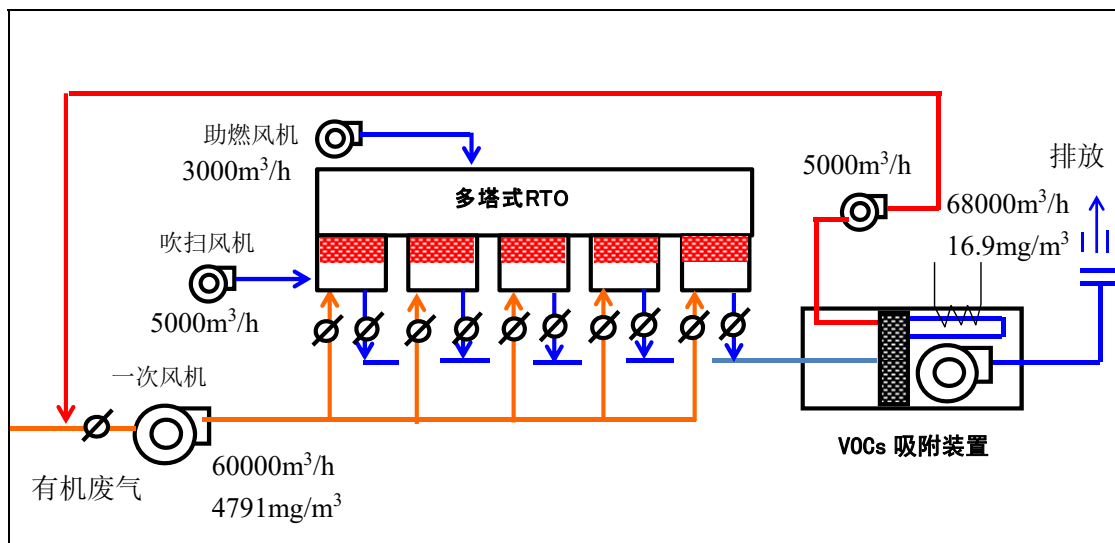 助燃风机
3000m³/h
多塔式RTO
5000m³/h
排放
68000m³/h
16.9mg/m³
吹扫风机
5000m³/h
一次风机
60000m³/h
4791mg/m³
有机废气
VOCs 吸附装置